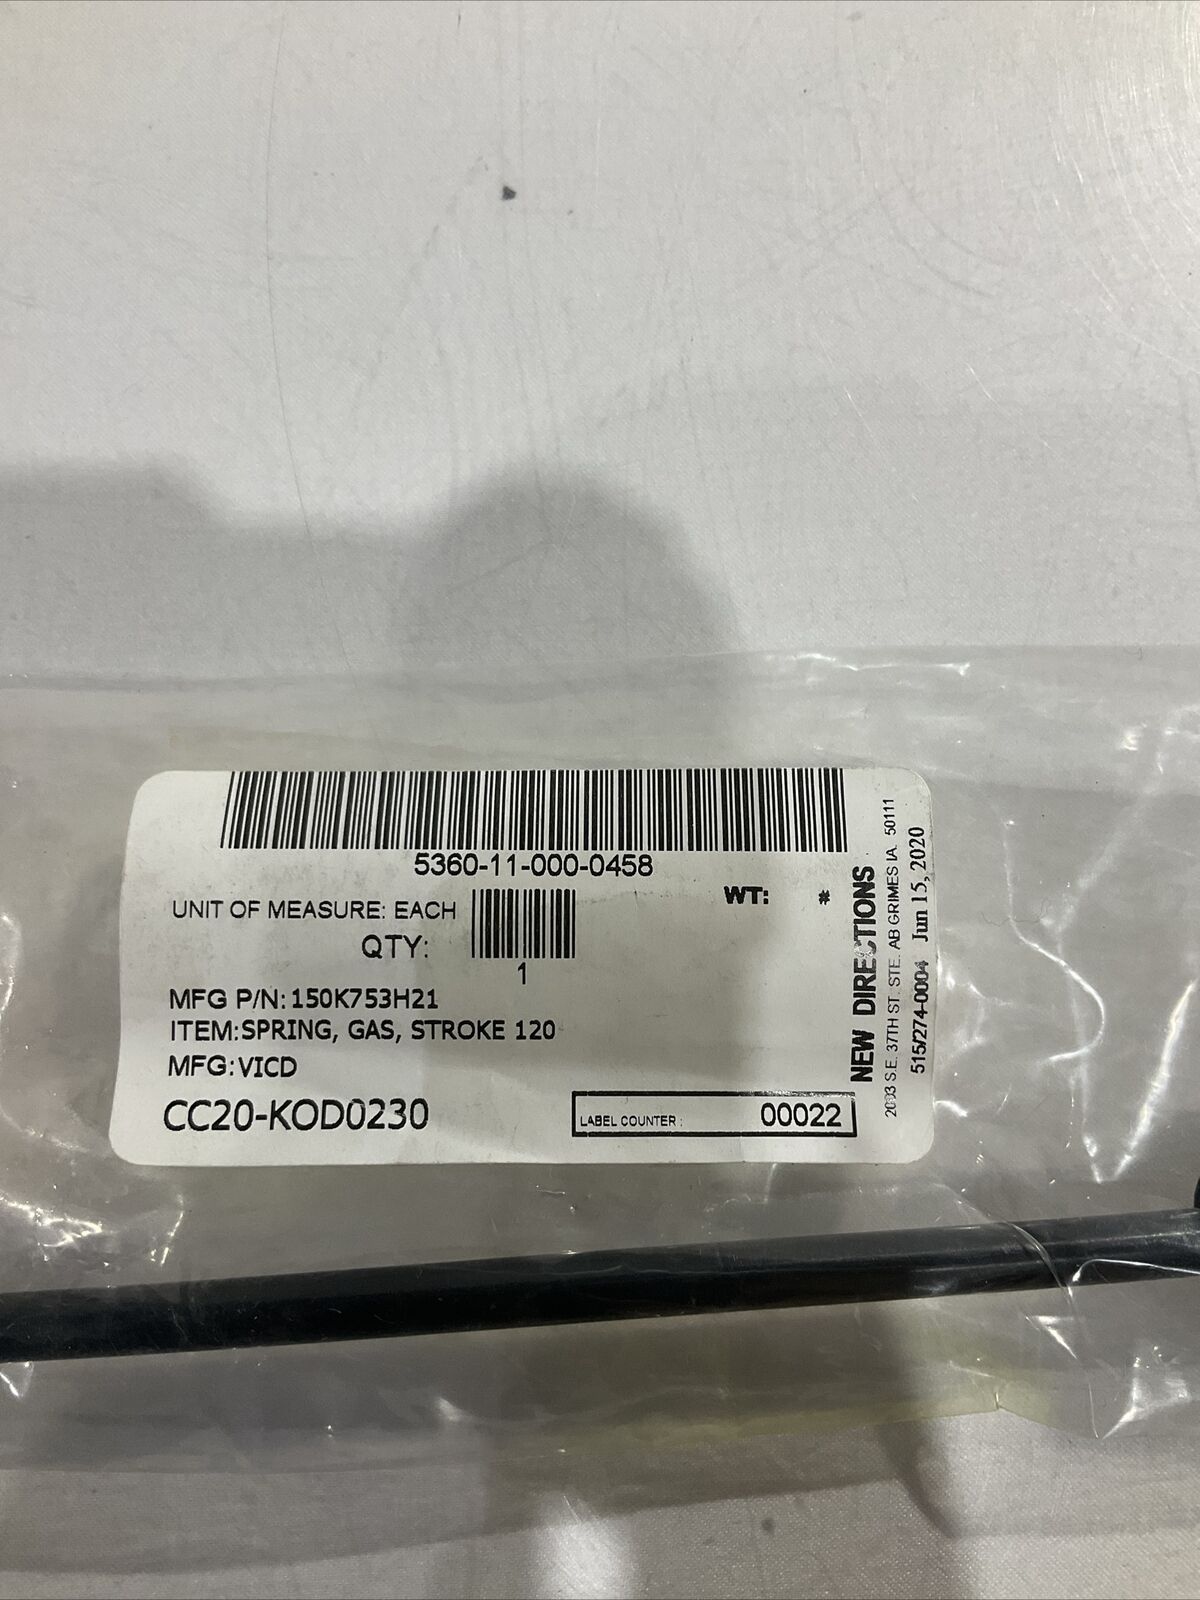 5360-11-000-0458
UNIT OF MEASURE: EACH
WT: #
QTY:
1
MFG P/N: 150K753H21
ITEM:SPRING, GAS, STROKE 120
MFG:VICD
CC20-KOD0230
LABEL COUNTER : 00022
NEW DIRECTIONS
2003 S.E. 37TH ST. STE. AB GRIMES IA. 50111
515/274-0004 Jun 15, 2020